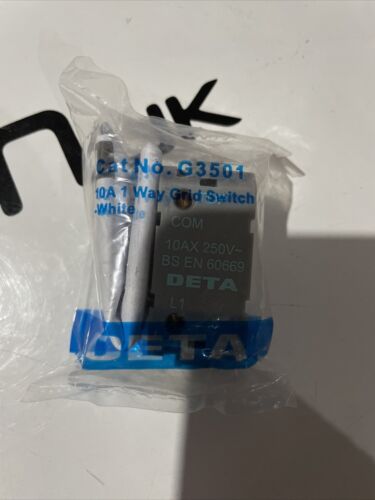 Cat No. G3501
10A 1 Way Grid Switch
-White
COM
10AX 250V~
BS EN 60669
DETA
L1
DETA